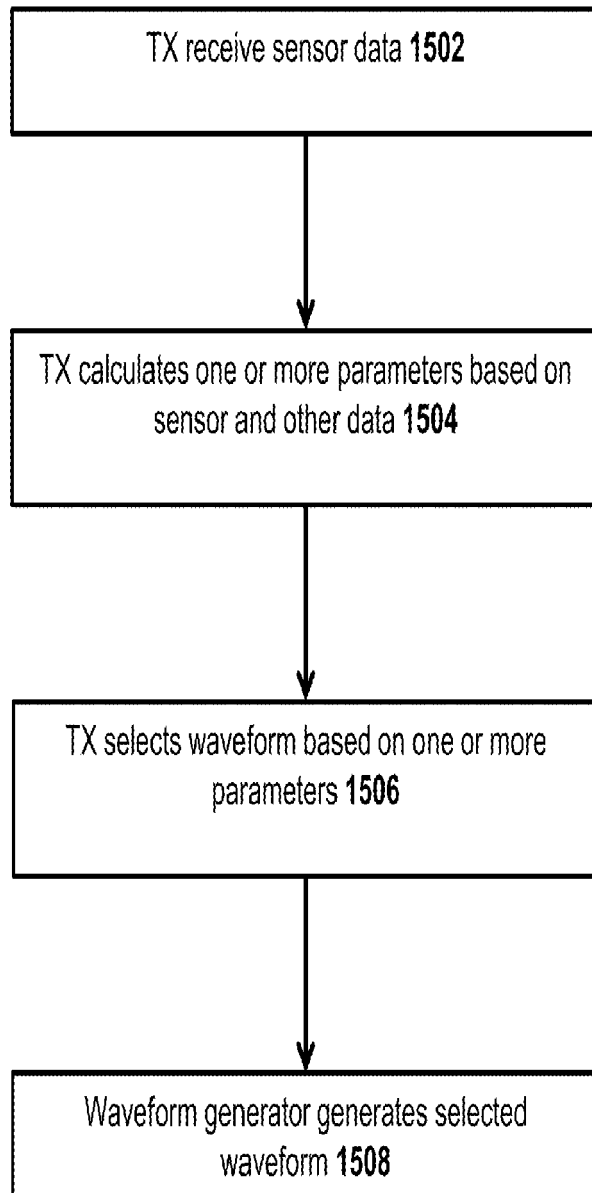 TX receive sensor data 1502
TX calculates one or more parameters based on
sensor and other data 1504
TX selects waveform based on one or more
parameters 1506
Waveform generator generates selected
waveform 1508